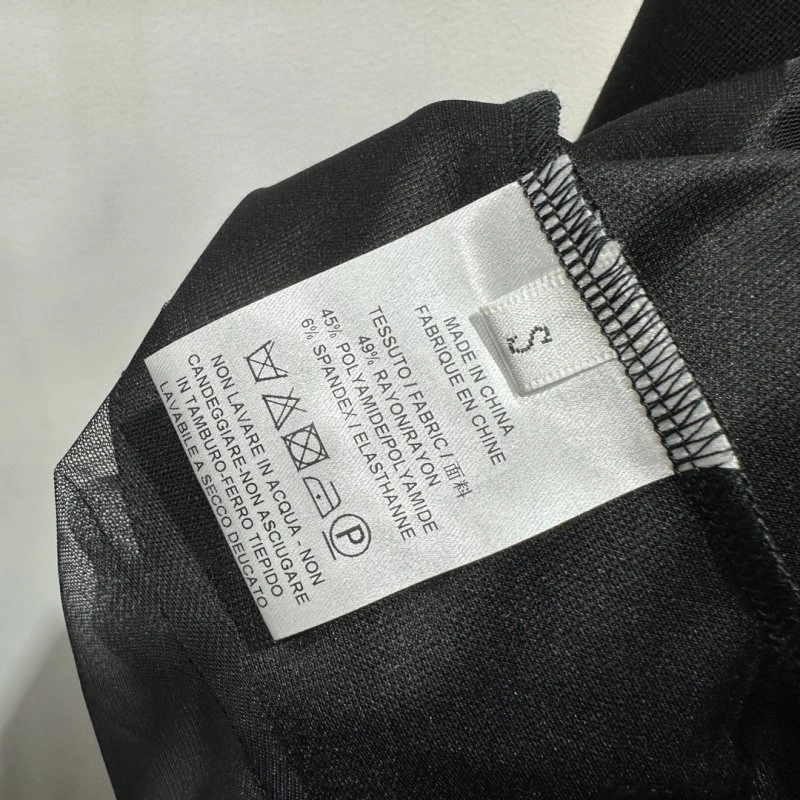 S
MADE IN CHINA
FABRIQUE EN CHINE
TESSUTO / FABRIC / 面料
49% RAYON/RAYON
45% POLYAMIDE/POLYAMIDE
6% SPANDEX / ELASTHANNE
P
NON LAVARE IN ACQUA - NON
CANDEGGIARE-NON ASCIUGARE
IN TAMBURO-FERRO TIEPIDO
LAVABILE A SECCO DEUCATO